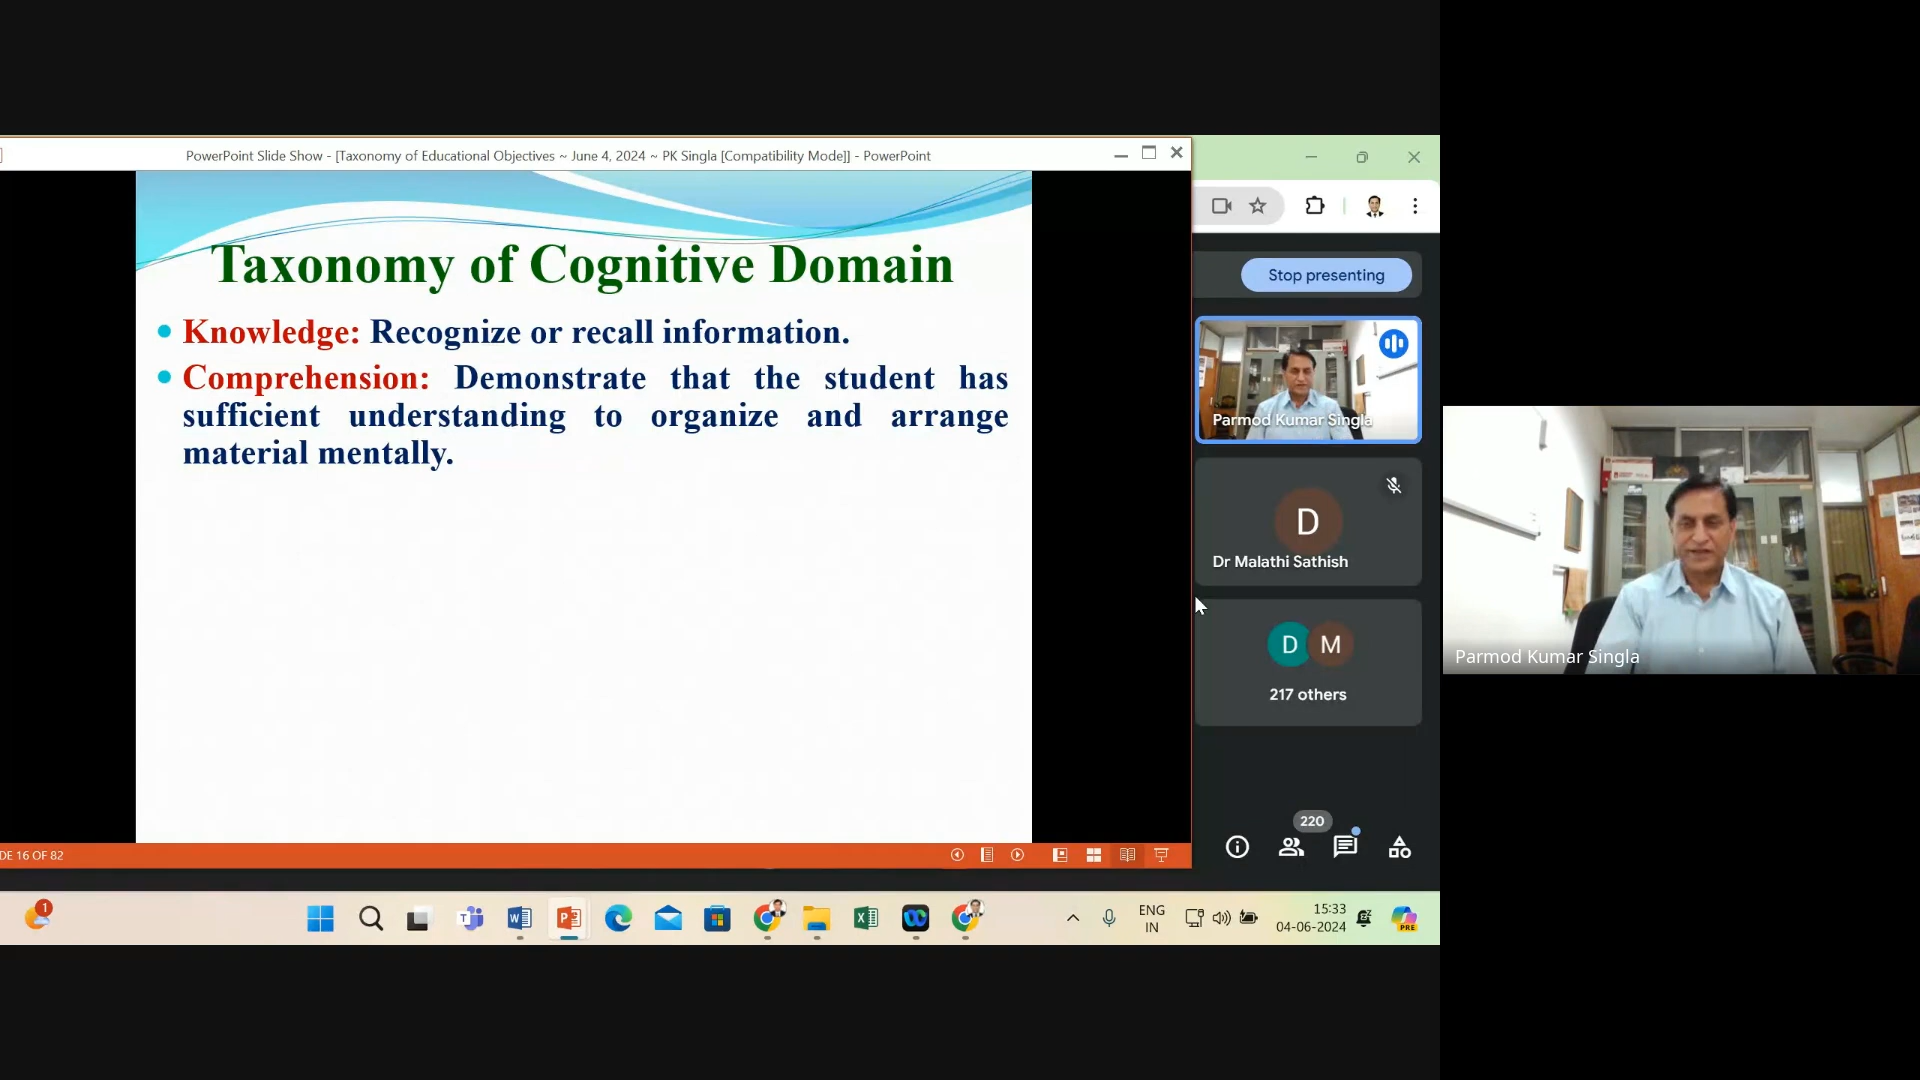 PowerPoint Slide Show - [Taxonomy of Educational Objectives ~ June 4, 2024 ~ PK Singla [Compatibility Mode]] - PowerPoint
Taxonomy of Cognitive Domain
Knowledge: Recognize or recall information.
Comprehension: Demonstrate that the student has
sufficient understanding to organize and arrange
material mentally.
DE 16 OF 82
Stop presenting
Parmod Kumar Singla
D
Dr Malathi Sathish
D M
217 others
220
Parmod Kumar Singla
1
ENG
IN
15:33
04-06-2024
PRE